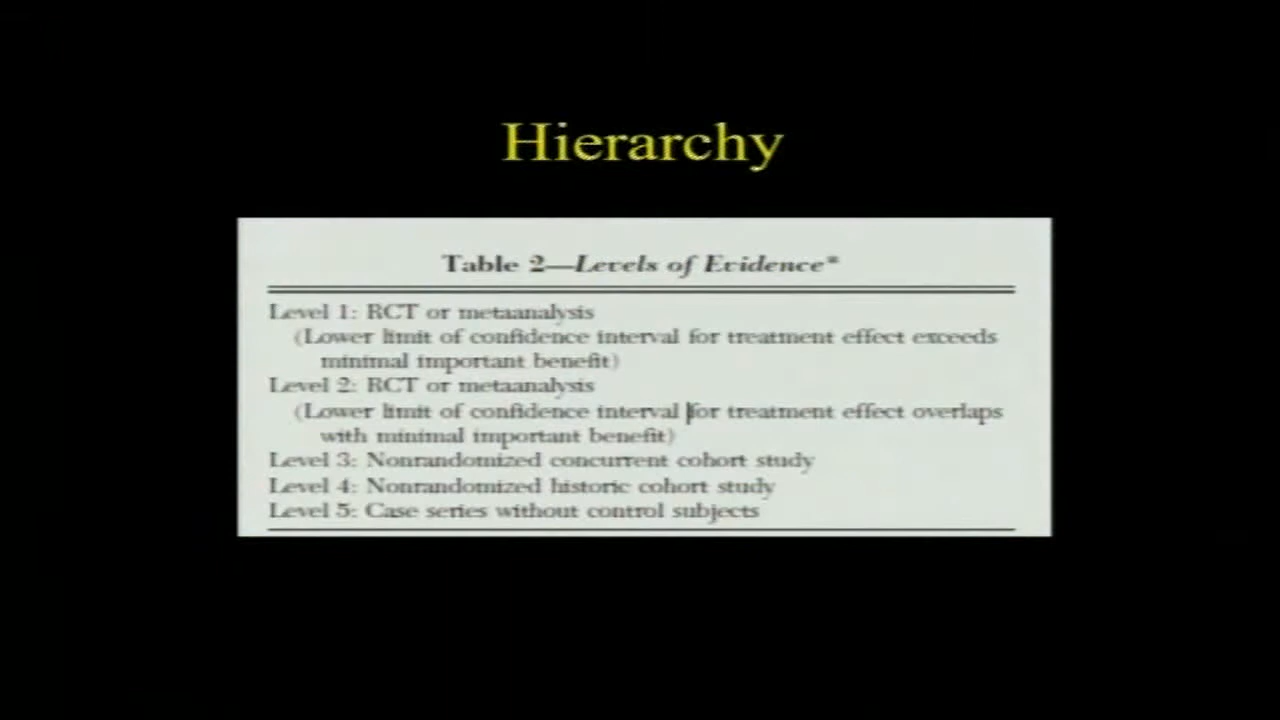 Hierarchy
Table 2—Levels of Evidence*
Level 1: RCT or metaanalysis
(Lower limit of confidence interval for treatment effect exceeds
minimal important benefit)
Level 2: RCT or metaanalysis
(Lower limit of confidence interval for treatment effect overlaps
with minimal important benefit)
Level 3: Nonrandomized concurrent cohort study
Level 4: Nonrandomized historic cohort study
Level 5: Case series without control subjects